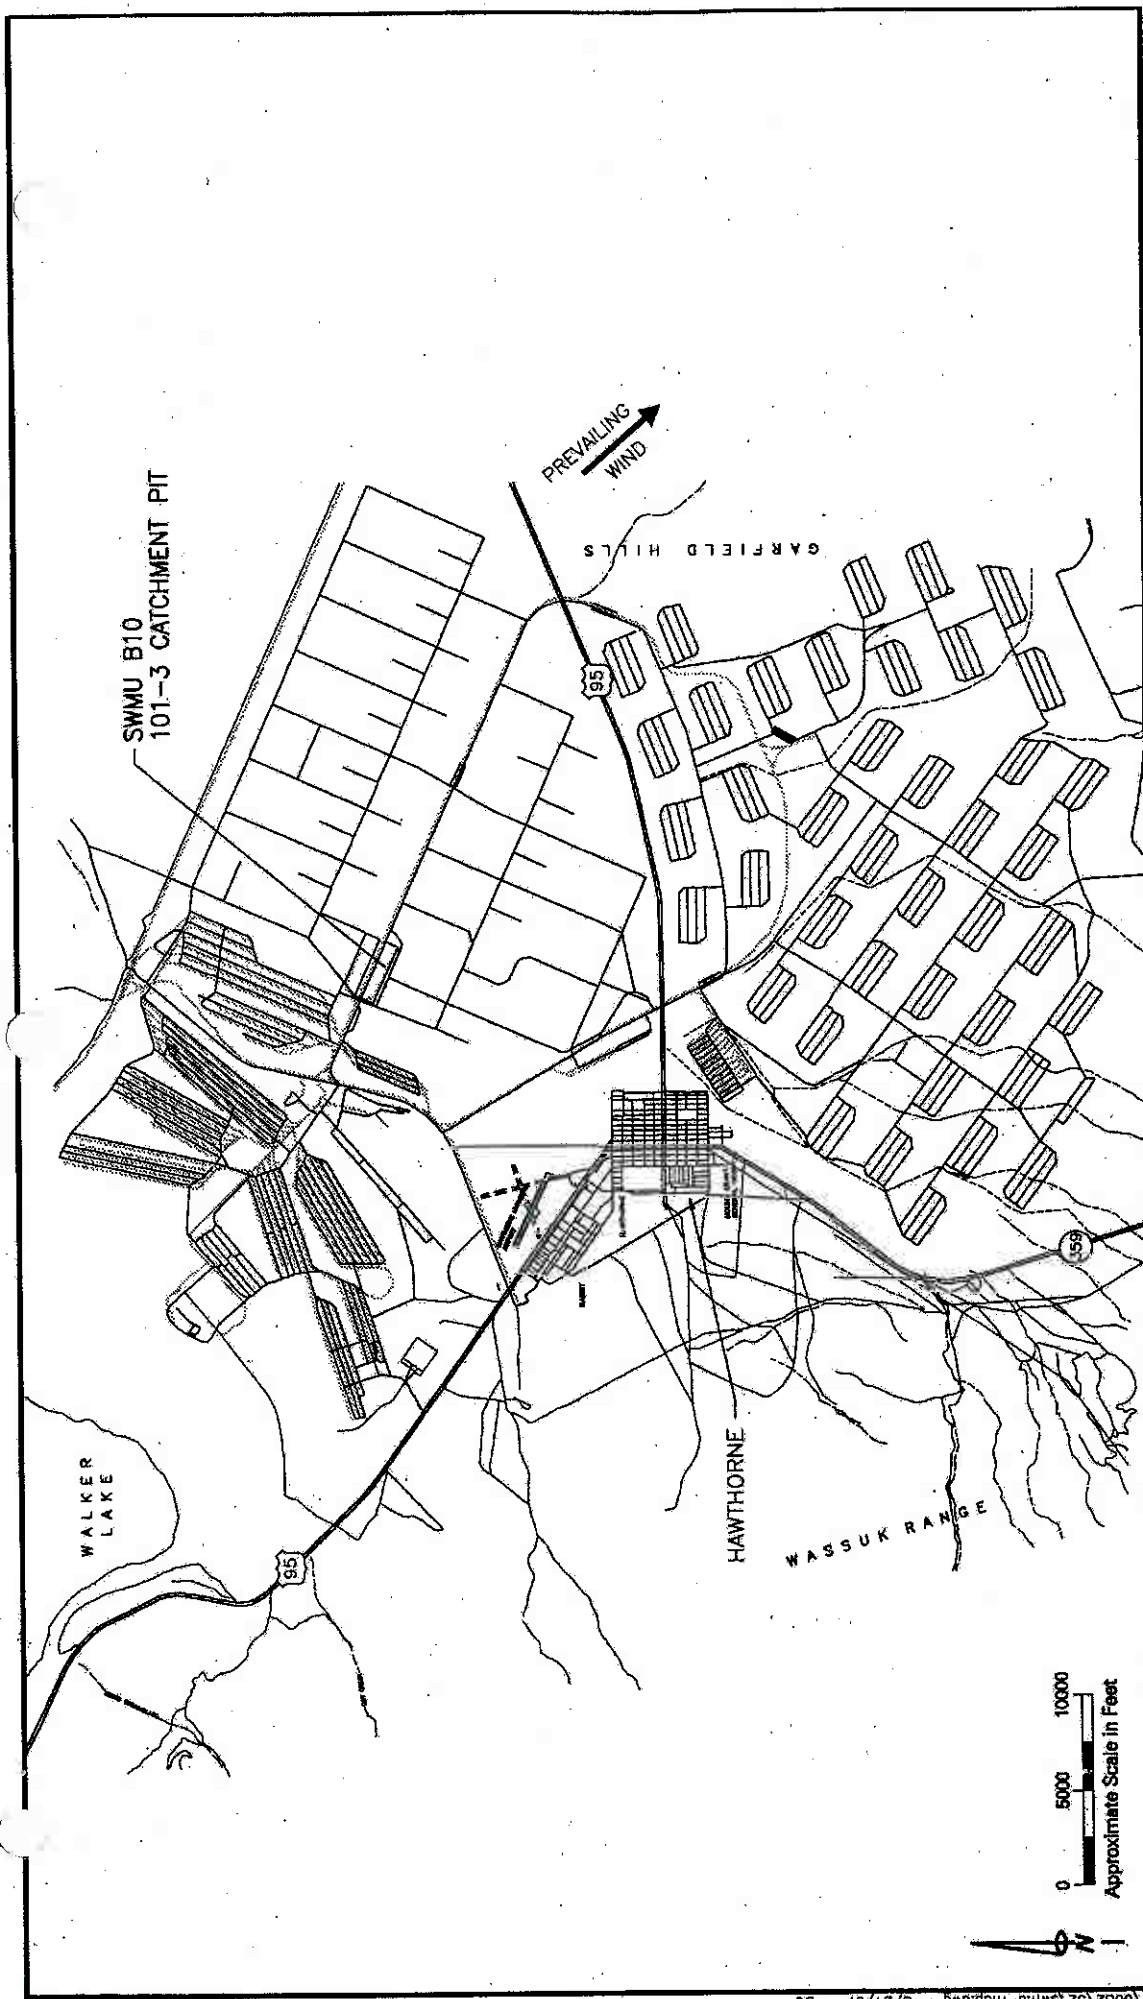 SWMU B10
101-3 CATCHMENT PIT
WALKER
LAKE
95
95
PREVAILING
WIND
GARFIELD HILLS
HAWTHORNE
WASSUK RANGE
359
0 5000 10000
Approximate Scale in Feet
N